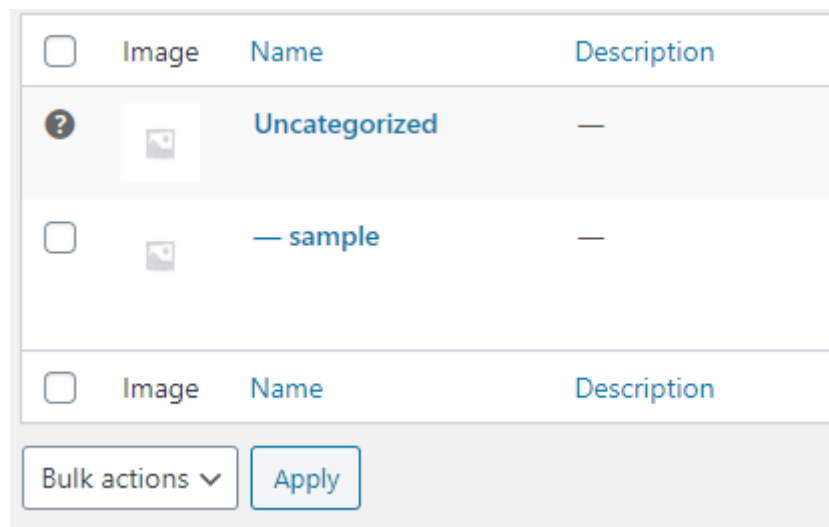 Image Name Description
? Uncategorized —
— sample —
Image Name Description
Bulk actions Apply